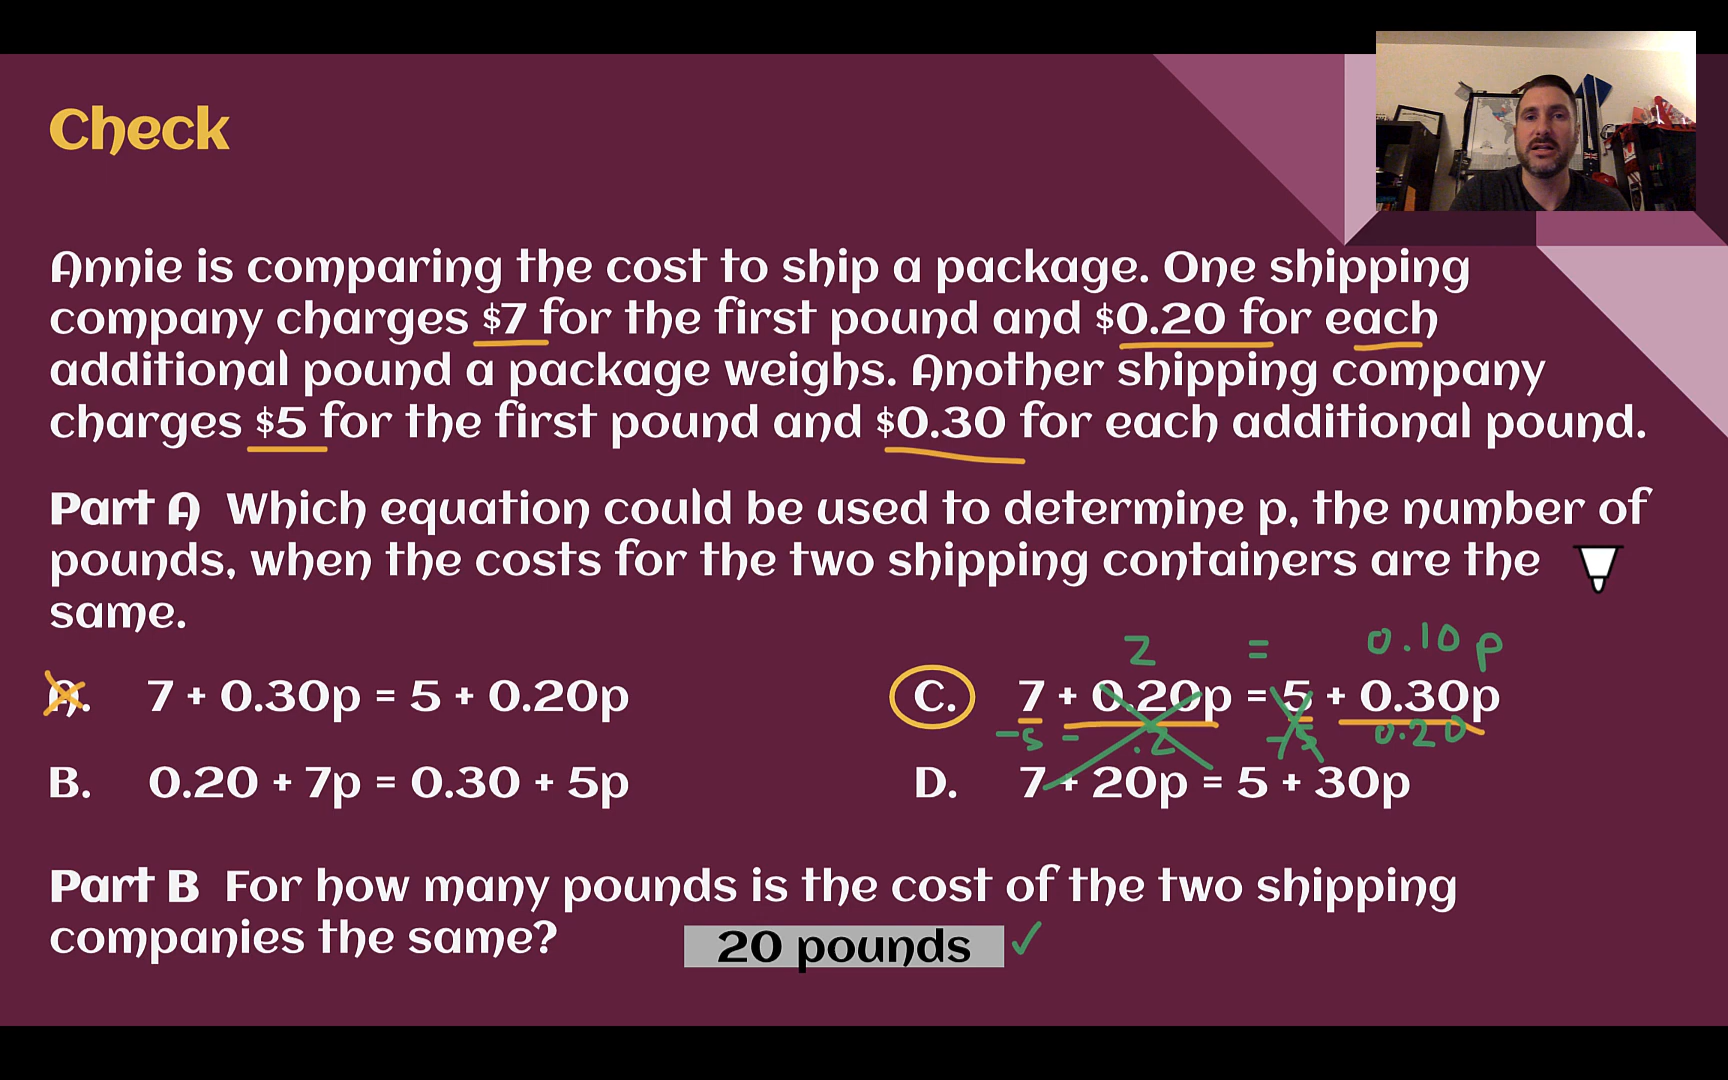 Check
Annie is comparing the cost to ship a package. One shipping
company charges $7 for the first pound and $0.20 for each
additional pound a package weighs. Another shipping company
charges $5 for the first pound and $0.30 for each additional pound.
Part A Which equation could be used to determine p, the number of
pounds, when the costs for the two shipping containers are the
same.
2 = 0.10 p
A. 7 + 0.30p = 5 + 0.20p
C. 7 + 0.20p = 5 + 0.30p
-5 - .2 -5 0.20
B. 0.20 + 7p = 0.30 + 5p
D. 7 + 20p = 5 + 30p
Part B For how many pounds is the cost of the two shipping
companies the same?
20 pounds ✓